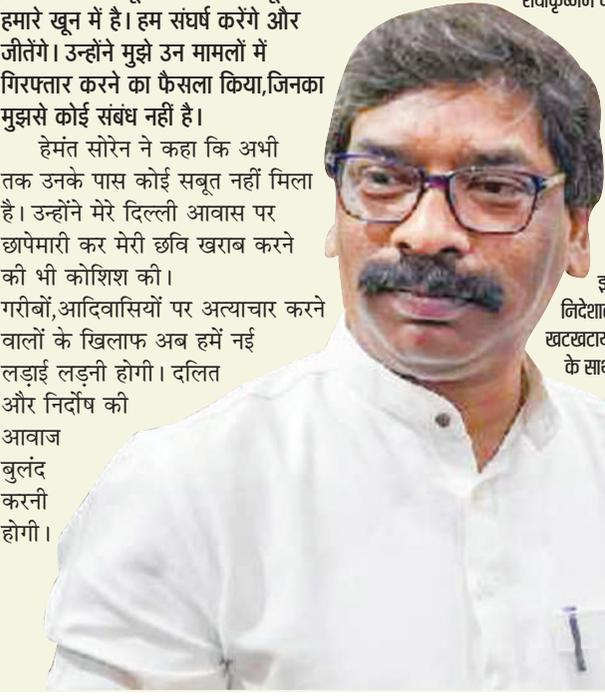 हमारे खून में है। हम संघर्ष करेंगे और
जीतेंगे। उन्होंने मुझे उन मामलों में
गिरफ्तार करने का फैसला किया,जिनका
मुझसे कोई संबंध नहीं है।
हेमंत सोरेन ने कहा कि अभी
तक उनके पास कोई सबूत नहीं मिला
है। उन्होंने मेरे दिल्ली आवास पर
छापेमारी कर मेरी छवि खराब करने
की भी कोशिश की।
गरीबों,आदिवासियों पर अत्याचार करने
वालों के खिलाफ अब हमें नई
लड़ाई लड़नी होगी। दलित
और निर्दोष की
आवाज
बुलंद
करनी
होगी।
के